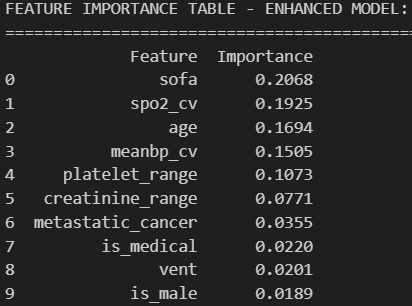 FEATURE IMPORTANCE TABLE - ENHANCED MODEL:
==========================================
Feature Importance
0 sofa 0.2068
1 spo2_cv 0.1925
2 age 0.1694
3 meanbp_cv 0.1505
4 platelet_range 0.1073
5 creatinine_range 0.0771
6 metastatic_cancer 0.0355
7 is_medical 0.0220
8 vent 0.0201
9 is_male 0.0189